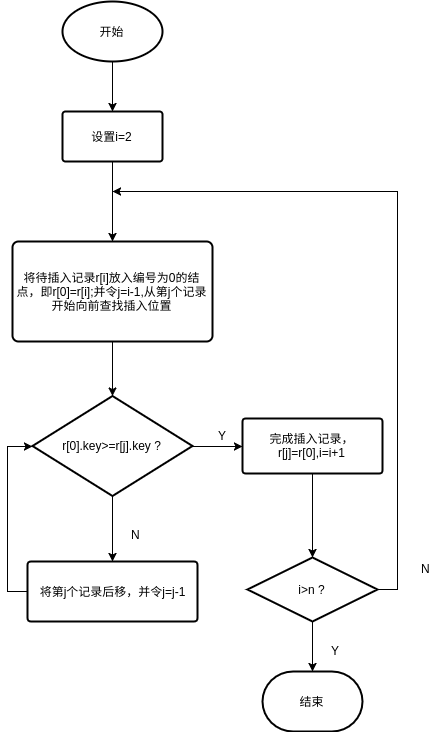 开始
设置i=2
将待插入记录r[i]放入编号为0的结
点，即r[0]=r[i];并令j=i-1,从第j个记录
开始向前查找插入位置
r[0].key>=r[j].key ?
Y
完成插入记录，
r[j]=r[0],i=i+1
N
将第j个记录后移，并令j=j-1
i>n ?
N
Y
结束